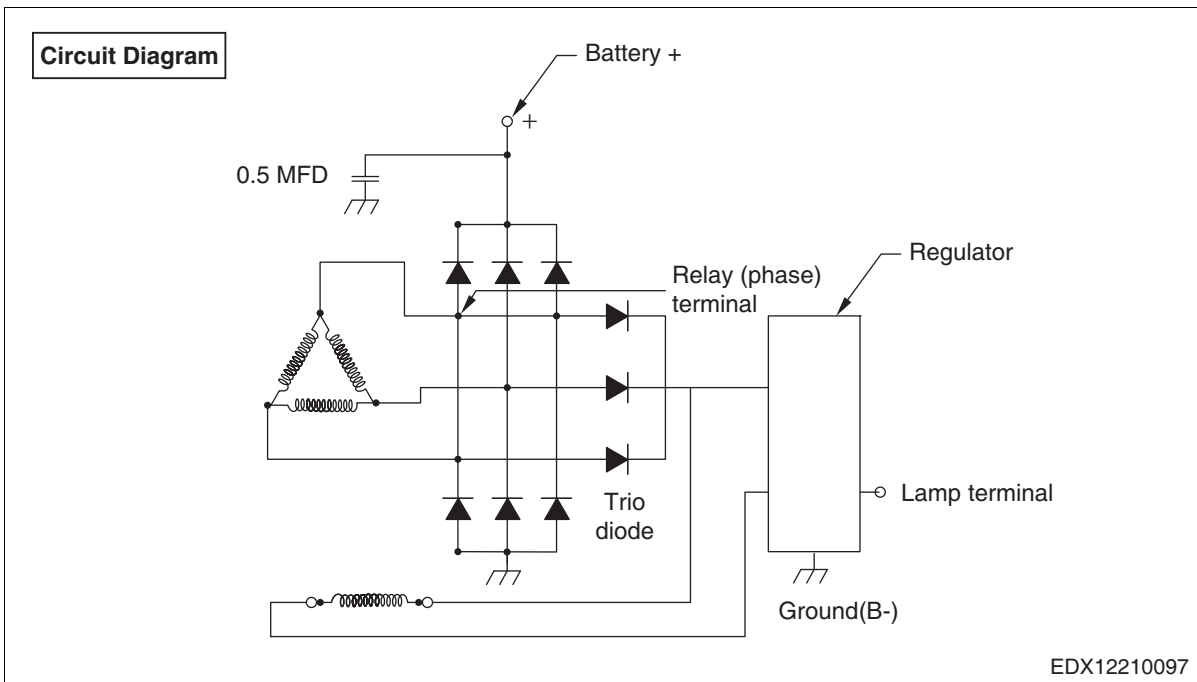 Circuit Diagram
Battery +
+
0.5 MFD
Relay (phase)
terminal
Regulator
Trio
diode
Lamp terminal
Ground(B-)
EDX12210097